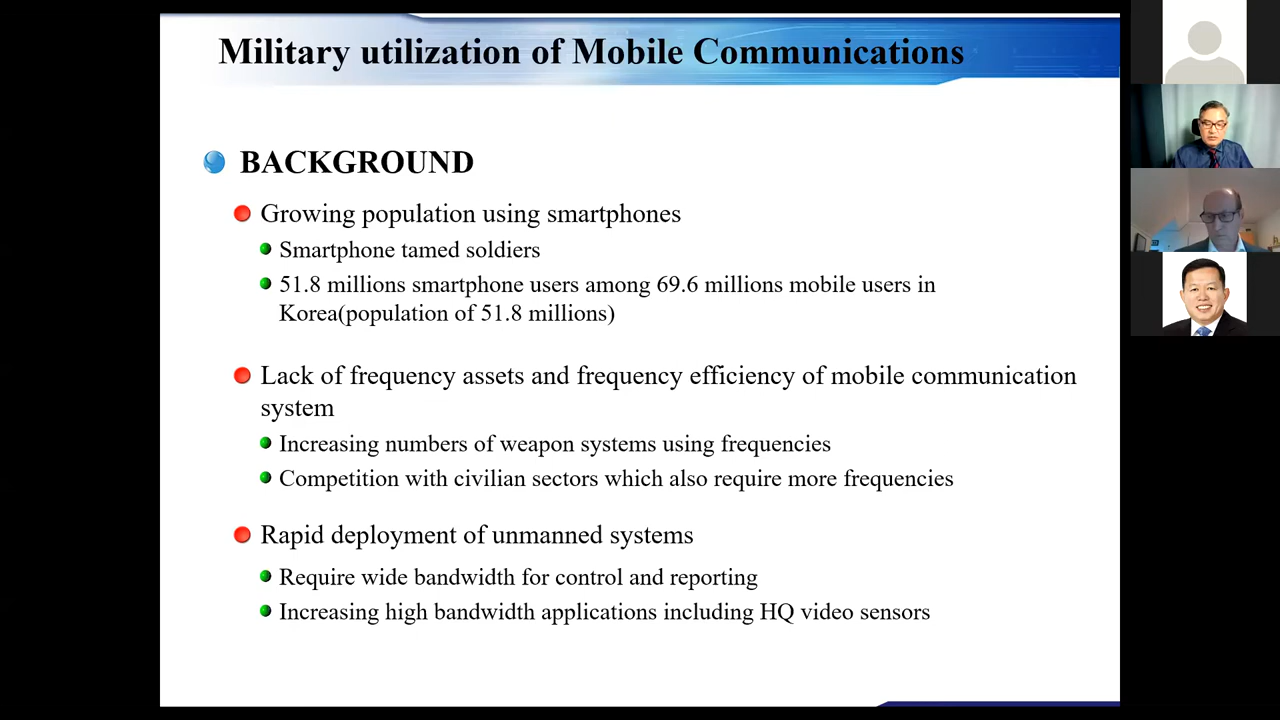 Military utilization of Mobile Communications
BACKGROUND
Growing population using smartphones
Smartphone tamed soldiers
51.8 millions smartphone users among 69.6 millions mobile users in
Korea(population of 51.8 millions)
Lack of frequency assets and frequency efficiency of mobile communication
system
Increasing numbers of weapon systems using frequencies
Competition with civilian sectors which also require more frequencies
Rapid deployment of unmanned systems
Require wide bandwidth for control and reporting
Increasing high bandwidth applications including HQ video sensors